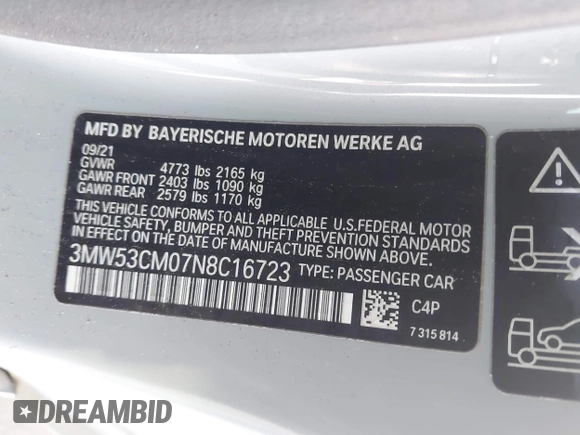 MFD BY BAYERISCHE MOTOREN WERKE AG
09/21
GVWR 4773 lbs 2165 kg
GAWR FRONT 2403 lbs 1090 kg
GAWR REAR 2579 lbs 1170 kg
THIS VEHICLE CONFORMS TO ALL APPLICABLE U.S.FEDERAL MOTOR
VEHICLE SAFETY, BUMPER, AND THEFT PREVENTION STANDARDS
IN EFFECT ON THE DATE OF MANUFACTURE SHOWN ABOVE.
3MW53CM07N8C16723 TYPE: PASSENGER CAR
C4P
7 315 814
DREAMBID